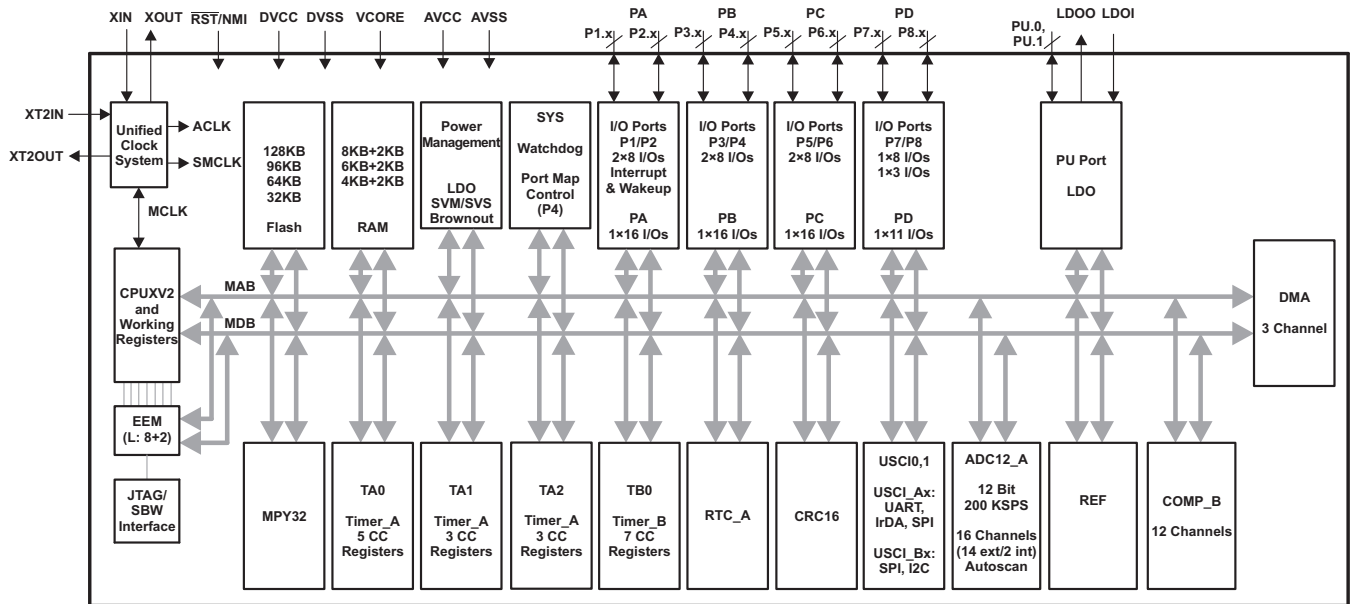 XIN
XOUT
RST/NMI
DVCC
DVSS
VCORE
AVCC
AVSS
PA
P1.x
P2.x
PB
P3.x
P4.x
PC
P5.x
P6.x
PD
P7.x
P8.x
PU.0,
PU.1
LDOO
LDOI
XT2IN
XT2OUT
Unified
Clock
System
ACLK
SMCLK
MCLK
128KB
96KB
64KB
32KB
Flash
8KB+2KB
6KB+2KB
4KB+2KB
RAM
Power
Management
LDO
SVM/SVS
Brownout
SYS
Watchdog
Port Map
Control
(P4)
I/O Ports
P1/P2
2×8 I/Os
Interrupt
& Wakeup
PA
1×16 I/Os
I/O Ports
P3/P4
2×8 I/Os
PB
1×16 I/Os
I/O Ports
P5/P6
2×8 I/Os
PC
1×16 I/Os
I/O Ports
P7/P8
1×8 I/Os
1×3 I/Os
PD
1×11 I/Os
PU Port
LDO
CPUXV2
and
Working
Registers
MAB
MDB
DMA
3 Channel
EEM
(L: 8+2)
JTAG/
SBW
Interface
MPY32
TA0
Timer_A
5 CC
Registers
TA1
Timer_A
3 CC
Registers
TA2
Timer_A
3 CC
Registers
TB0
Timer_B
7 CC
Registers
RTC_A
CRC16
USCI0,1
USCI_Ax:
UART,
IrDA, SPI
USCI_Bx:
SPI, I2C
ADC12_A
12 Bit
200 KSPS
16 Channels
(14 ext/2 int)
Autoscan
REF
COMP_B
12 Channels